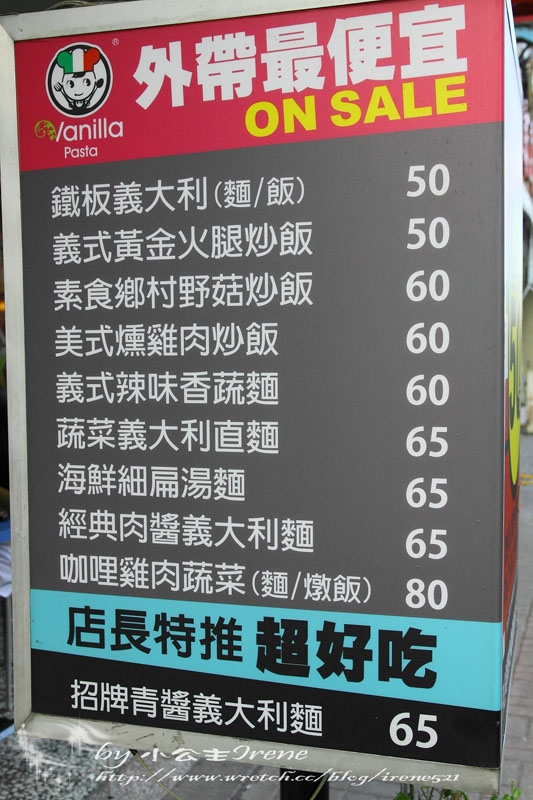 外帶最便宜
ON SALE
Vanilla
Pasta
鐵板義大利(麵/飯) 50
義式黃金火腿炒飯 50
素食鄉村野菇炒飯 60
美式燻雞肉炒飯 60
義式辣味香蔬麵 60
蔬菜義大利直麵 65
海鮮細扁湯麵 65
經典肉醬義大利麵 65
咖哩雞肉蔬菜(麵/燉飯) 80
店長特推 超好吃
招牌青醬義大利麵 65
by 小公主Irene
http://www.wretch.cc/blog/irene521